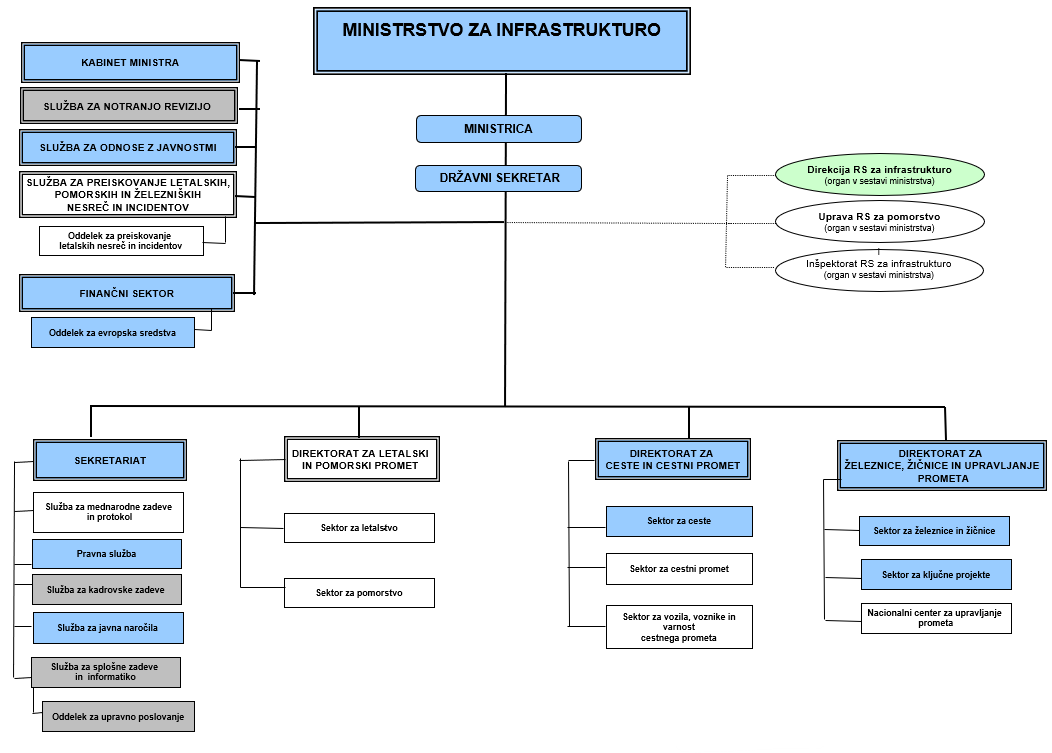 MINISTRSTVO ZA INFRASTRUKTURO
MINISTRICA
DRŽAVNI SEKRETAR
KABINET MINISTRA
SLUŽBA ZA NOTRANJO REVIZIJO
SLUŽBA ZA ODNOSE Z JAVNOSTMI
SLUŽBA ZA PREISKOVANJE LETALSKIH,
POMORSKIH IN ŽELEZNIŠKIH
NESREČ IN INCIDENTOV
Oddelek za preiskovanje
letalskih nesreč in incidentov
FINANČNI SEKTOR
Oddelek za evropska sredstva
Direkcija RS za infrastrukturo
(organ v sestavi ministrstva)
Uprava RS za pomorstvo
(organ v sestavi ministrstva)
Inšpektorat RS za infrastrukturo
(organ v sestavi ministrstva)
SEKRETARIAT
Služba za mednarodne zadeve
in protokol
Pravna služba
Služba za kadrovske zadeve
Služba za javna naročila
Služba za splošne zadeve
in informatiko
Oddelek za upravno poslovanje
DIREKTORAT ZA LETALSKI
IN POMORSKI PROMET
Sektor za letalstvo
Sektor za pomorstvo
DIREKTORAT ZA
CESTE IN CESTNI PROMET
Sektor za ceste
Sektor za cestni promet
Sektor za vozila, voznike in
varnost
cestnega prometa
DIREKTORAT ZA
ŽELEZNICE, ŽIČNICE IN UPRAVLJANJE
PROMETA
Sektor za železnice in žičnice
Sektor za ključne projekte
Nacionalni center za upravljanje
prometa